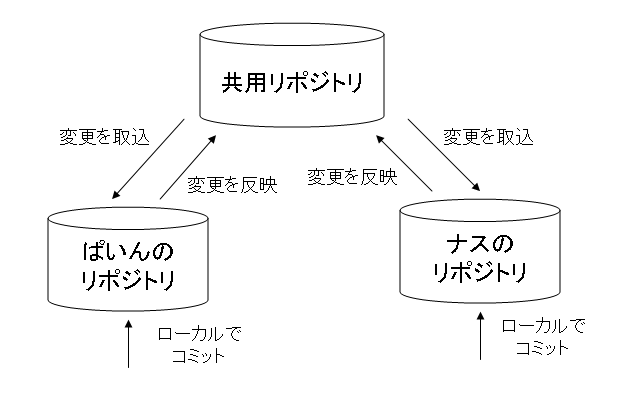 共用リポジトリ
変更を取込
変更を取込
変更を反映
変更を反映
ぱいんの
リポジトリ
ナスの
リポジトリ
ローカルで
コミット
ローカルで
コミット